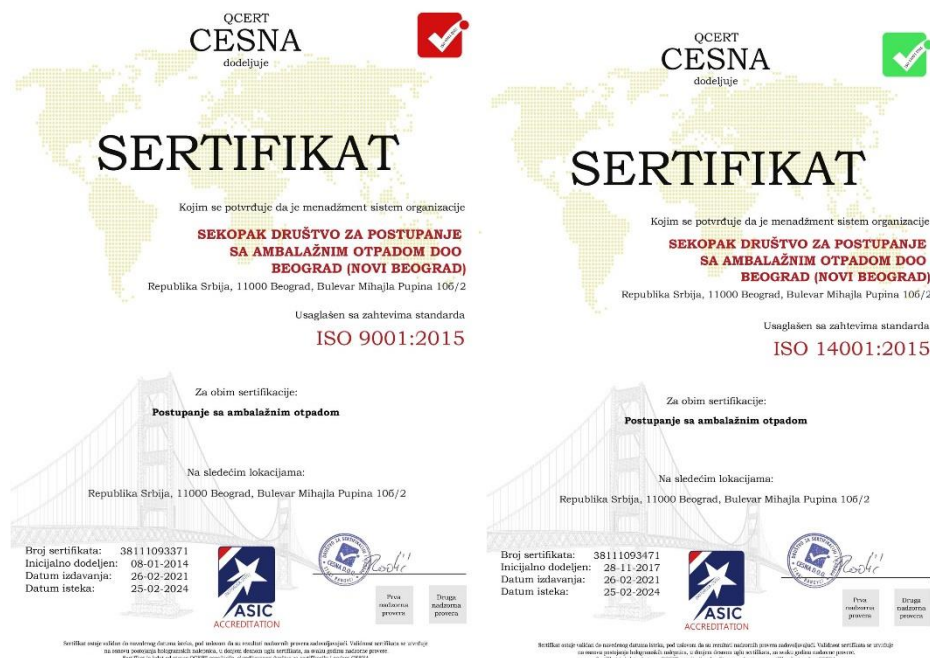 QCERT
CESNA
dodeljuje
SERTIFIKAT
Kojim se potvrđuje da je menadžment sistem organizacije
SEKOPAK DRUŠTVO ZA POSTUPANJE
SA AMBALAŽNIM OTPADOM DOO
BEOGRAD (NOVI BEOGRAD)
Republika Srbija, 11000 Beograd, Bulevar Mihajla Pupina 10б/2
Usaglašen sa zahtevima standarda
ISO 9001:2015
Za obim sertifikacije:
Postupanje sa ambalažnim otpadom
Na sledećim lokacijama:
Republika Srbija, 11000 Beograd, Bulevar Mihajla Pupina 10б/2
Broj sertifikata: 38111093371
Inicijalno dodeljen: 08-01-2014
Datum izdavanja: 26-02-2021
Datum isteka: 25-02-2024
ASIC
ACCREDITATION
CESNA D.O.O.
Prva
nadzorna
provera
Druga
nadzorna
provera
QCERT
CESNA
dodeljuje
SERTIFIKAT
Kojim se potvrđuje da je menadžment sistem organizacije
SEKOPAK DRUŠTVO ZA POSTUPANJE
SA AMBALAŽNIM OTPADOM DOO
BEOGRAD (NOVI BEOGRAD)
Republika Srbija, 11000 Beograd, Bulevar Mihajla Pupina 10б/2
Usaglašen sa zahtevima standarda
ISO 14001:2015
Za obim sertifikacije:
Postupanje sa ambalažnim otpadom
Na sledećim lokacijama:
Republika Srbija, 11000 Beograd, Bulevar Mihajla Pupina 10б/2
Broj sertifikata: 38111093471
Inicijalno dodeljen: 28-11-2017
Datum izdavanja: 26-02-2021
Datum isteka: 25-02-2024
ASIC
ACCREDITATION
CESNA D.O.O.
Prva
nadzorna
provera
Druga
nadzorna
provera